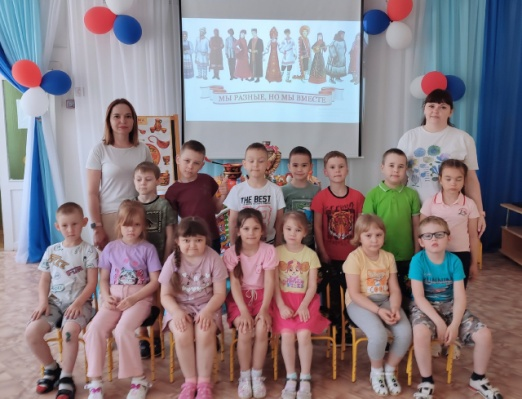 МЫ РАЗНЫЕ, НО МЫ ВМЕСТЕ
THE BEST